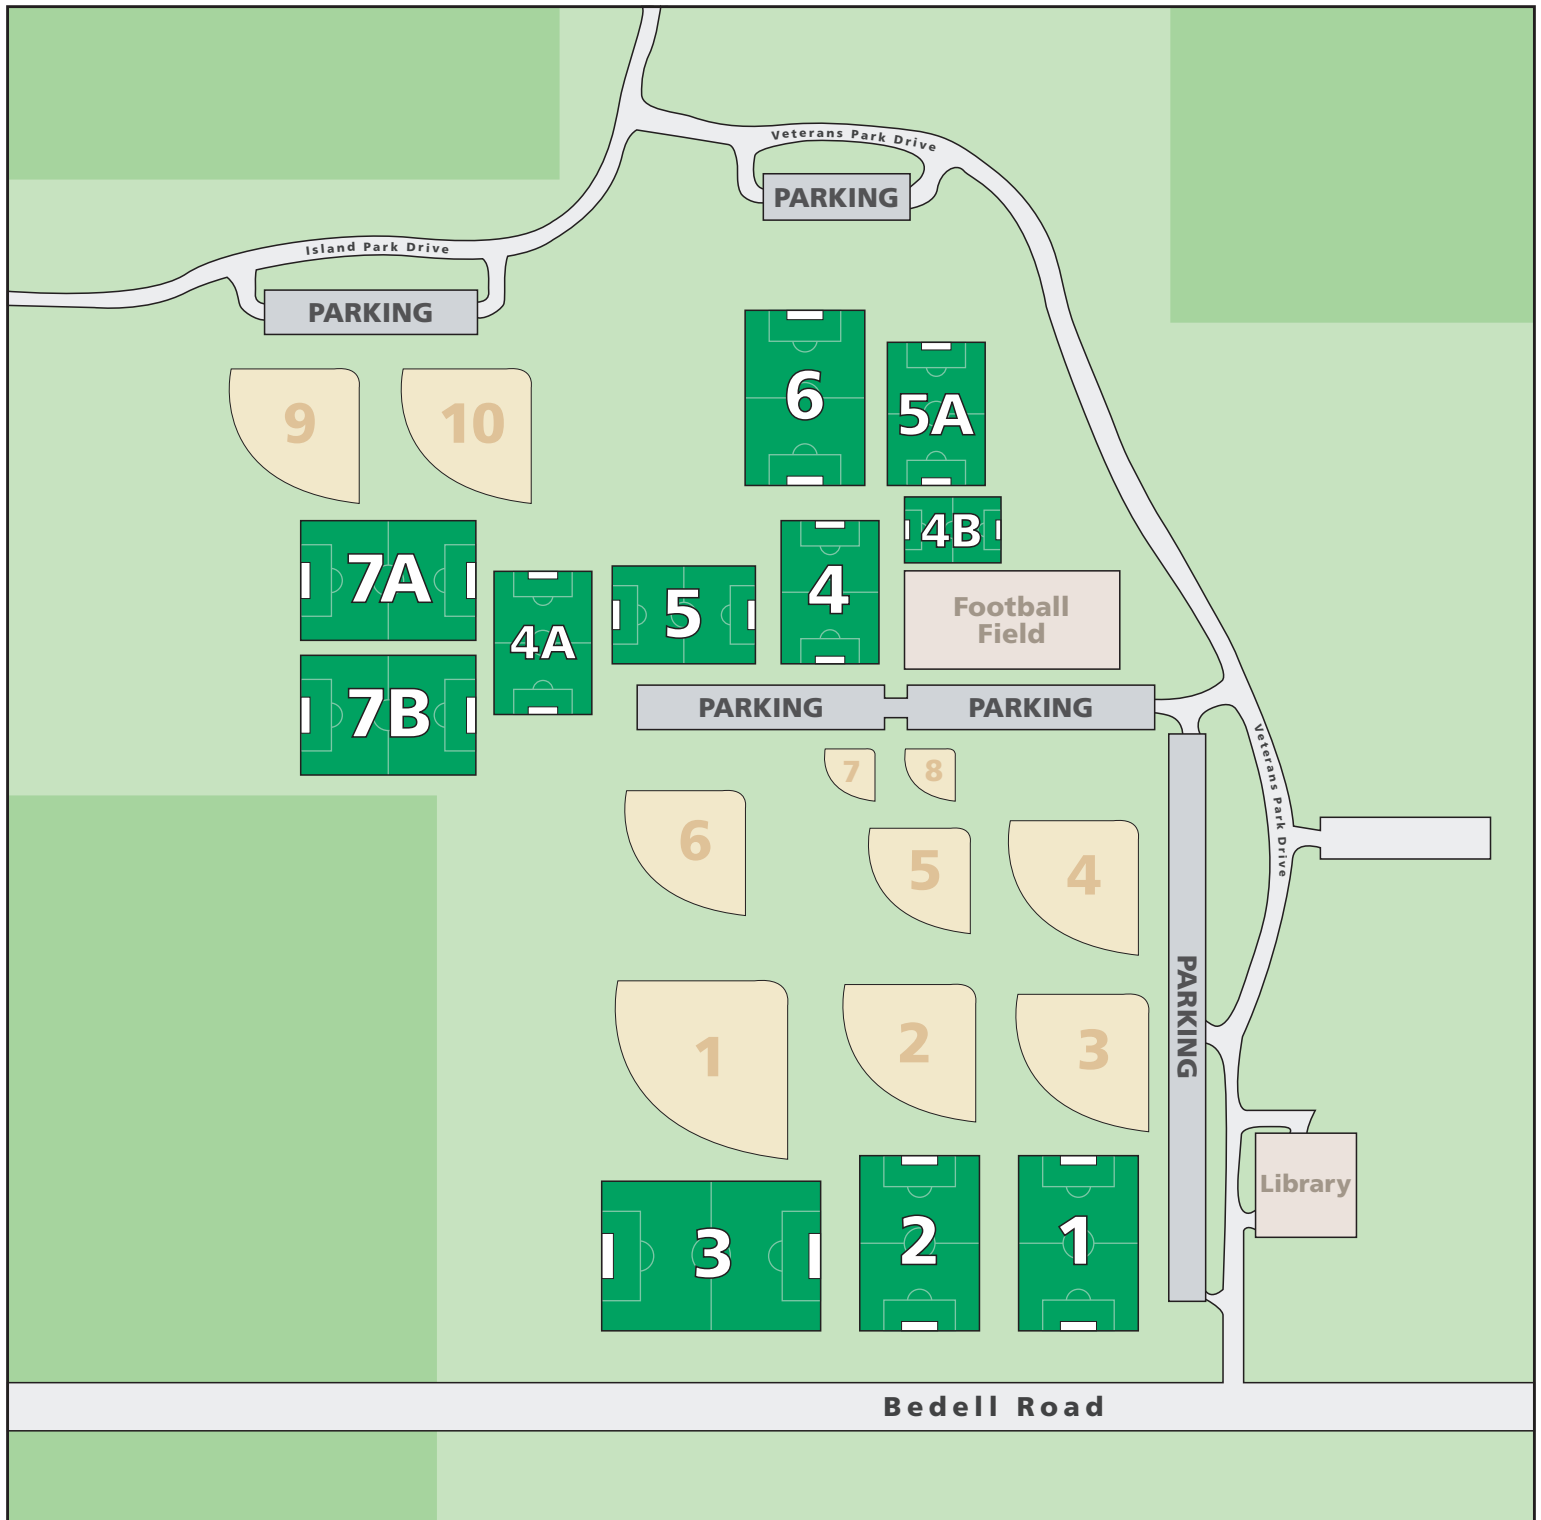 Veterans Park Drive
PARKING
Island Park Drive
PARKING
6
5A
9
10
4B
7A
4
5
Football
Field
4A
7B
PARKING
PARKING
Veterans Park Drive
7
8
6
5
4
PARKING
1
2
3
Library
3
2
1
Bedell Road